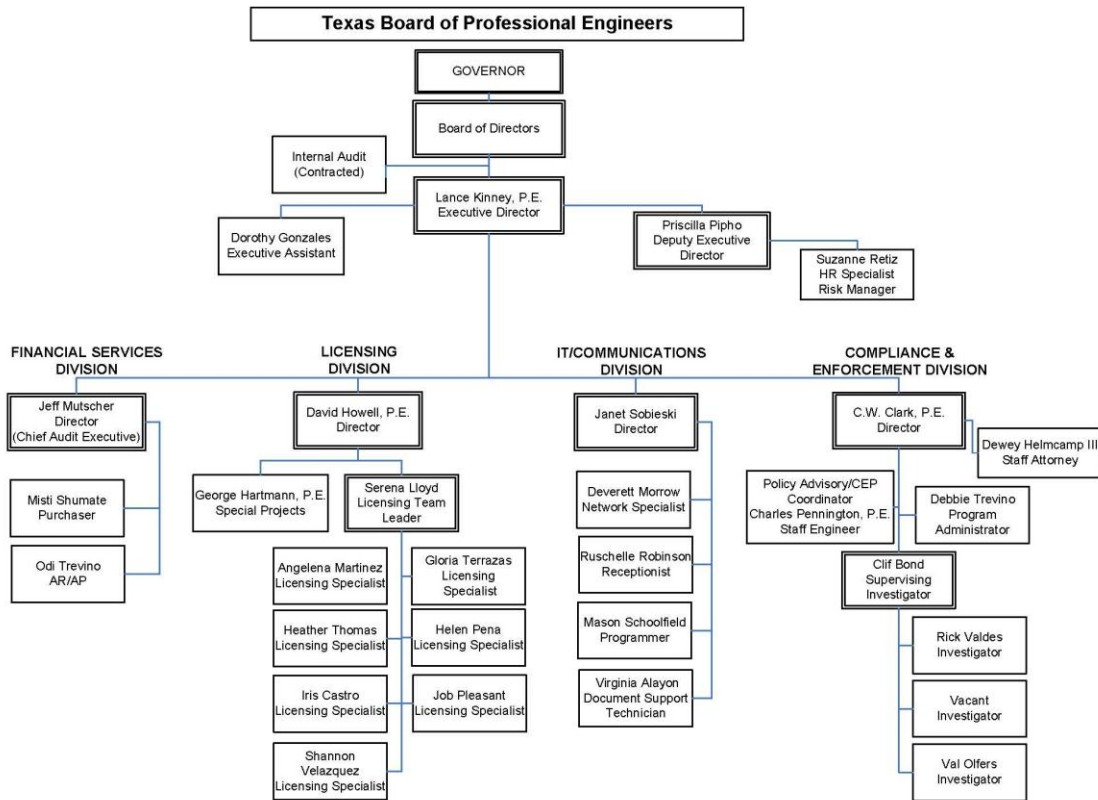 Texas Board of Professional Engineers
GOVERNOR
Board of Directors
Internal Audit
(Contracted)
Lance Kinney, P.E.
Executive Director
Dorothy Gonzales
Executive Assistant
Priscilla Pipho
Deputy Executive
Director
Suzanne Retiz
HR Specialist
Risk Manager
FINANCIAL SERVICES
DIVISION
Jeff Mutscher
Director
(Chief Audit Executive)
Misti Shumate
Purchaser
Odi Trevino
AR/AP
LICENSING
DIVISION
David Howell, P.E.
Director
George Hartmann, P.E.
Special Projects
Serena Lloyd
Licensing Team
Leader
Angelena Martinez
Licensing Specialist
Gloria Terrazas
Licensing
Specialist
Heather Thomas
Licensing Specialist
Helen Pena
Licensing Specialist
Iris Castro
Licensing Specialist
Job Pleasant
Licensing Specialist
Shannon
Velazquez
Licensing Specialist
IT/COMMUNICATIONS
DIVISION
Janet Sobieski
Director
Deverett Morrow
Network Specialist
Ruschelle Robinson
Receptionist
Mason Schoolfield
Programmer
Virginia Alayon
Document Support
Technician
COMPLIANCE &
ENFORCEMENT DIVISION
C.W. Clark, P.E.
Director
Dewey Helmcamp III
Staff Attorney
Policy Advisory/CEP
Coordinator
Charles Pennington, P.E.
Staff Engineer
Debbie Trevino
Program
Administrator
Clif Bond
Supervising
Investigator
Rick Valdes
Investigator
Vacant
Investigator
Val Olfers
Investigator